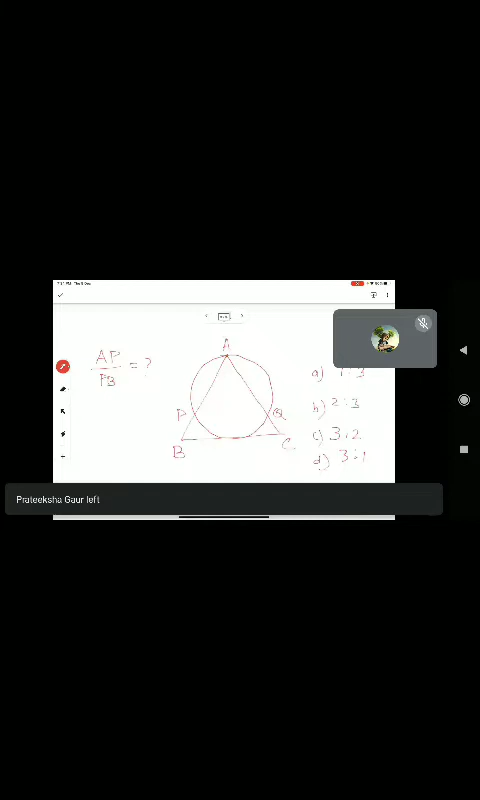 A
AP
PB
= ?
a) 1 : 3
b) 2 : 3
P
Q
c) 3 : 2
B
C
d) 3 : 1
Prateeksha Gaur left